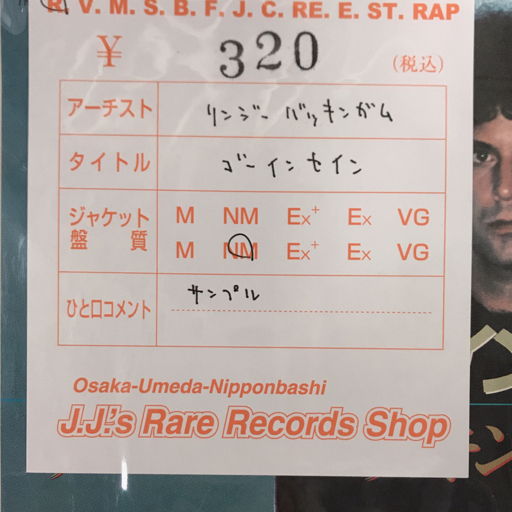 R. V. M. S. B. F. J. C. RE. E. ST. RAP
¥ 320 (税込)
アーチスト リンジー バッキンガム
タイトル ゴーインセイン
ジャケット M NM Ex+ Ex VG
盤質 M NM Ex+ Ex VG
ひと口コメント サンプル
Osaka-Umeda-Nipponbashi
J.J.'s Rare Records Shop